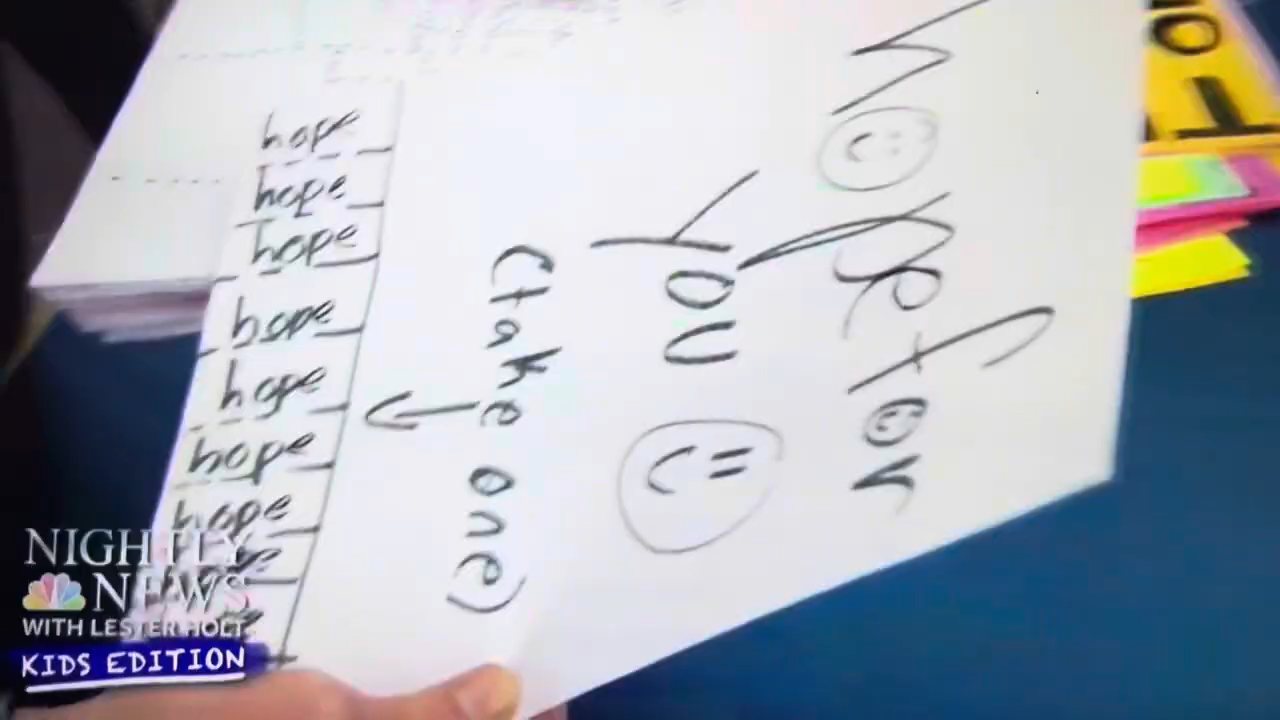 Hope for
you
(take one)
hope
hope
hope
hope
hope
hope
hope
NIGHTLY
NEWS
WITH LESTER HOLT
KIDS EDITION